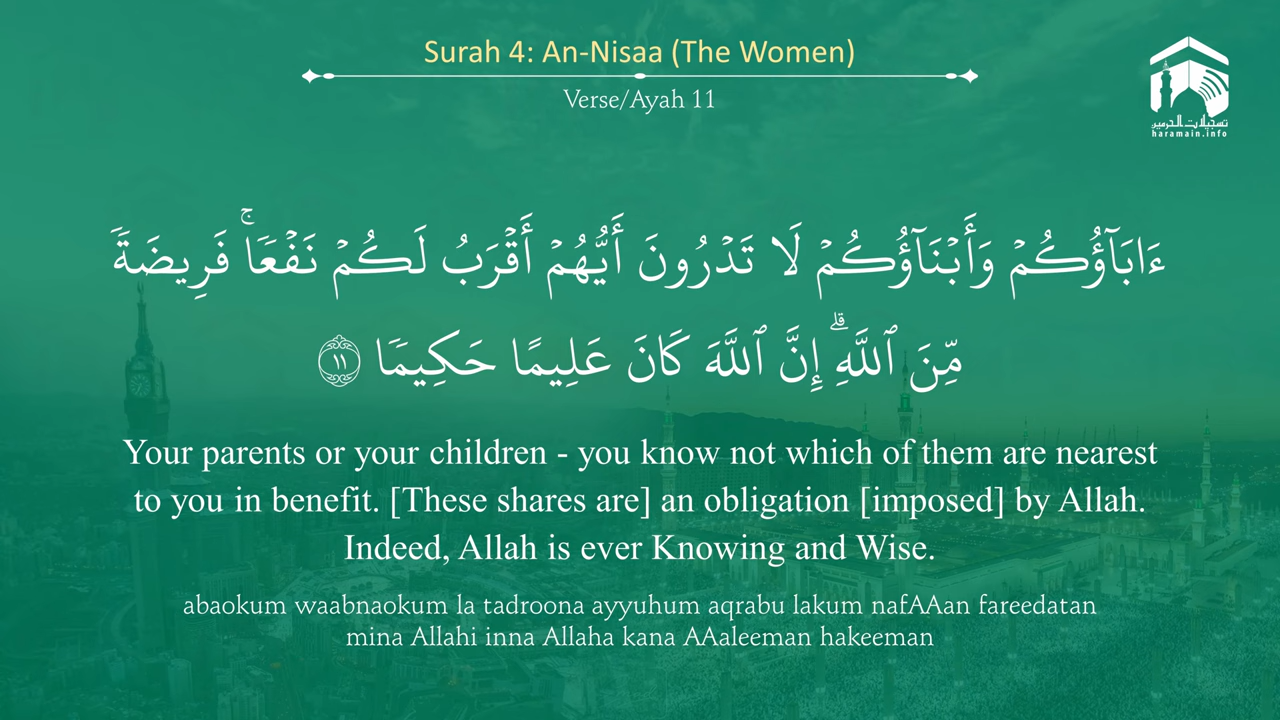 Surah 4: An-Nisaa (The Women)
Verse/Ayah 11
تسجيلات الحرمين
haramain.info
ءَابَآؤُكُمۡ وَأَبۡنَآؤُكُمۡ لَا تَدۡرُونَ أَيُّهُمۡ أَقۡرَبُ لَكُمۡ نَفۡعٗاۚ فَرِيضَةٗ
مِّنَ ٱللَّهِۗ إِنَّ ٱللَّهَ كَانَ عَلِيمًا حَكِيمٗا ١١
Your parents or your children - you know not which of them are nearest
to you in benefit. [These shares are] an obligation [imposed] by Allah.
Indeed, Allah is ever Knowing and Wise.
abaokum waabnaokum la tadroona ayyuhum aqrabu lakum nafAAan fareedatan
mina Allahi inna Allaha kana AAaleeman hakeeman